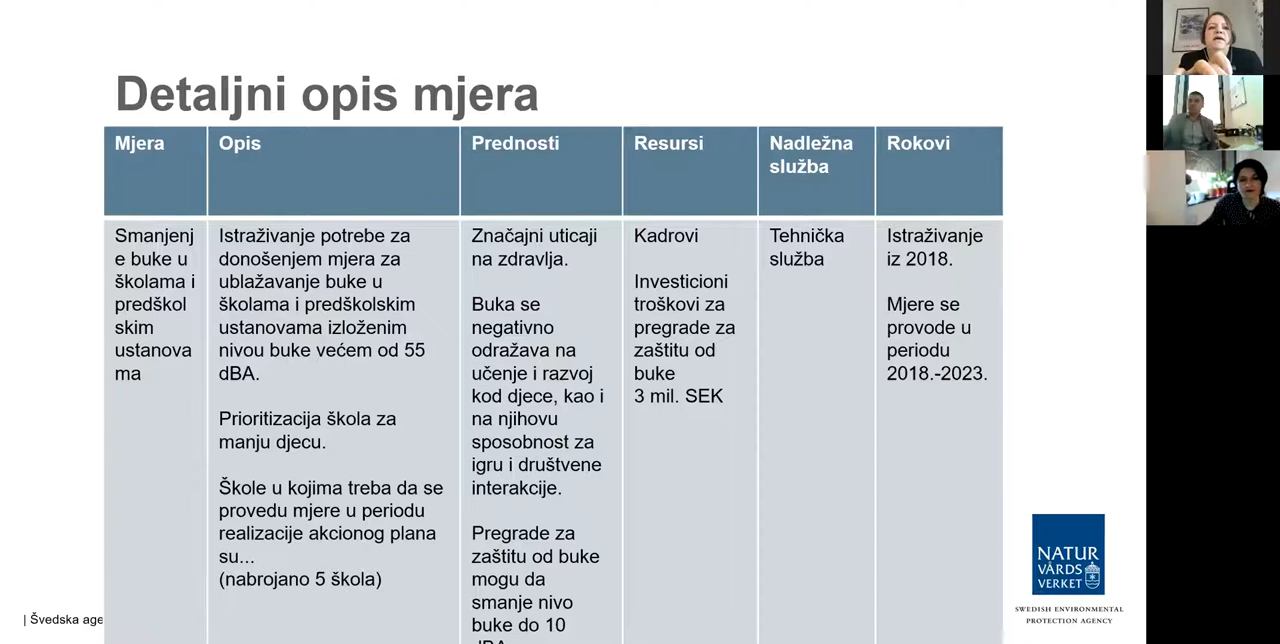 Detaljni opis mjera
Mjera
Opis
Prednosti
Resursi
Nadležna
služba
Rokovi
Smanjenj
e buke u
školama i
predškol
skim
ustanova
ma
Istraživanje potrebe za
donošenjem mjera za
ublažavanje buke u
školama i predškolskim
ustanovama izloženim
nivou buke većem od 55
dBA.
Prioritizacija škola za
manju djecu.
Škole u kojima treba da se
provedu mjere u periodu
realizacije akcionog plana
su...
(nabrojano 5 škola)
Značajni uticaji
na zdravlja.
Buka se
negativno
odražava na
učenje i razvoj
kod djece, kao i
na njihovu
sposobnost za
igru i društvene
interakcije.
Pregrade za
zaštitu od buke
mogu da
smanje nivo
buke do 10
dBA
Kadrovi
Investicioni
troškovi za
pregrade za
zaštitu od
buke
3 mil. SEK
Tehnička
služba
Istraživanje
iz 2018.
Mjere se
provode u
periodu
2018.-2023.
| Švedska age
NATUR
VÅRDS
VERKET
SWEDISH ENVIRONMENTAL
PROTECTION AGENCY